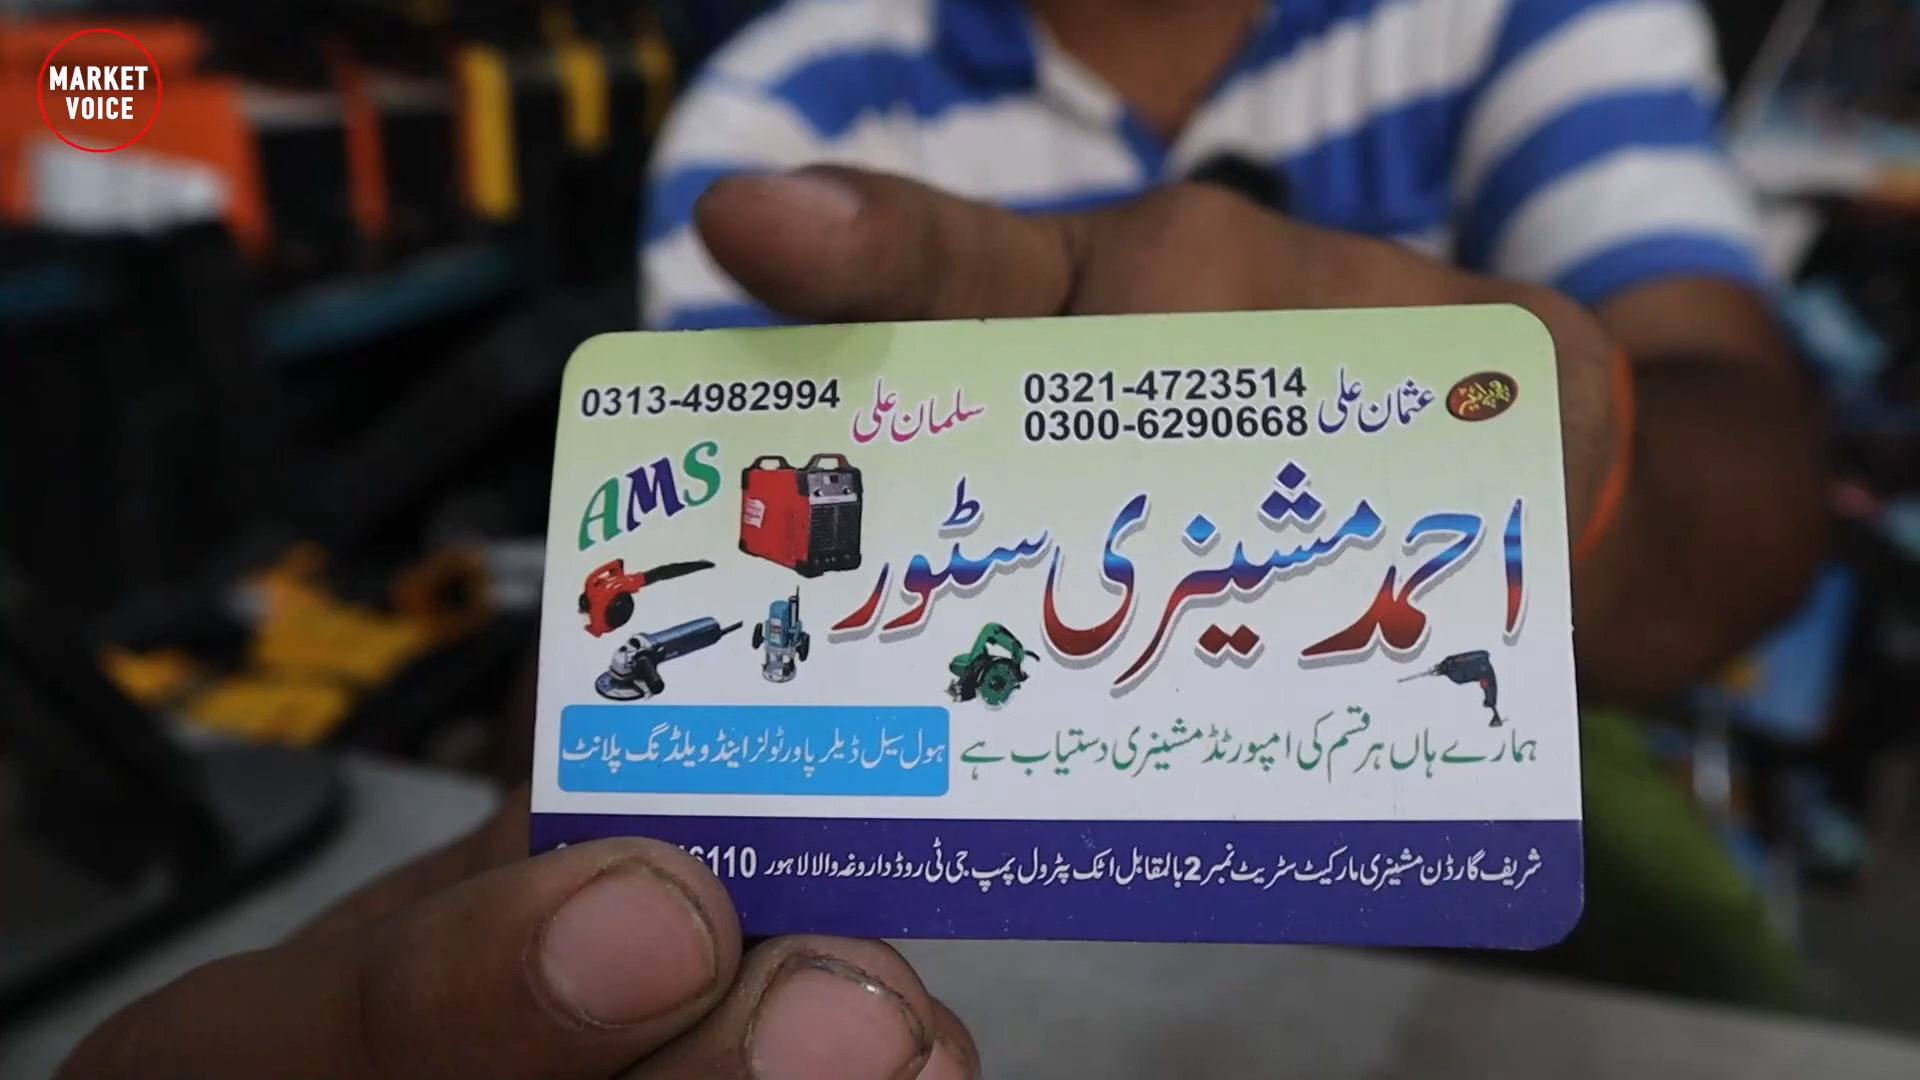 MARKET
VOICE
پروپرائیٹر
عثمان علی 0321-4723514
0300-6290668
سلمان علی 0313-4982994
AMS
احمد مشینری سٹور
ہمارے ہاں ہر قسم کی امپورٹڈ مشینری دستیاب ہے
ہول سیل ڈیلر پاور ٹولز اینڈ ویلڈنگ پلانٹ
شریف گارڈن مشینری مارکیٹ سٹریٹ نمبر 2 بالمقابل اٹک پٹرول پمپ جی ٹی روڈ داروغہ والا لاہور